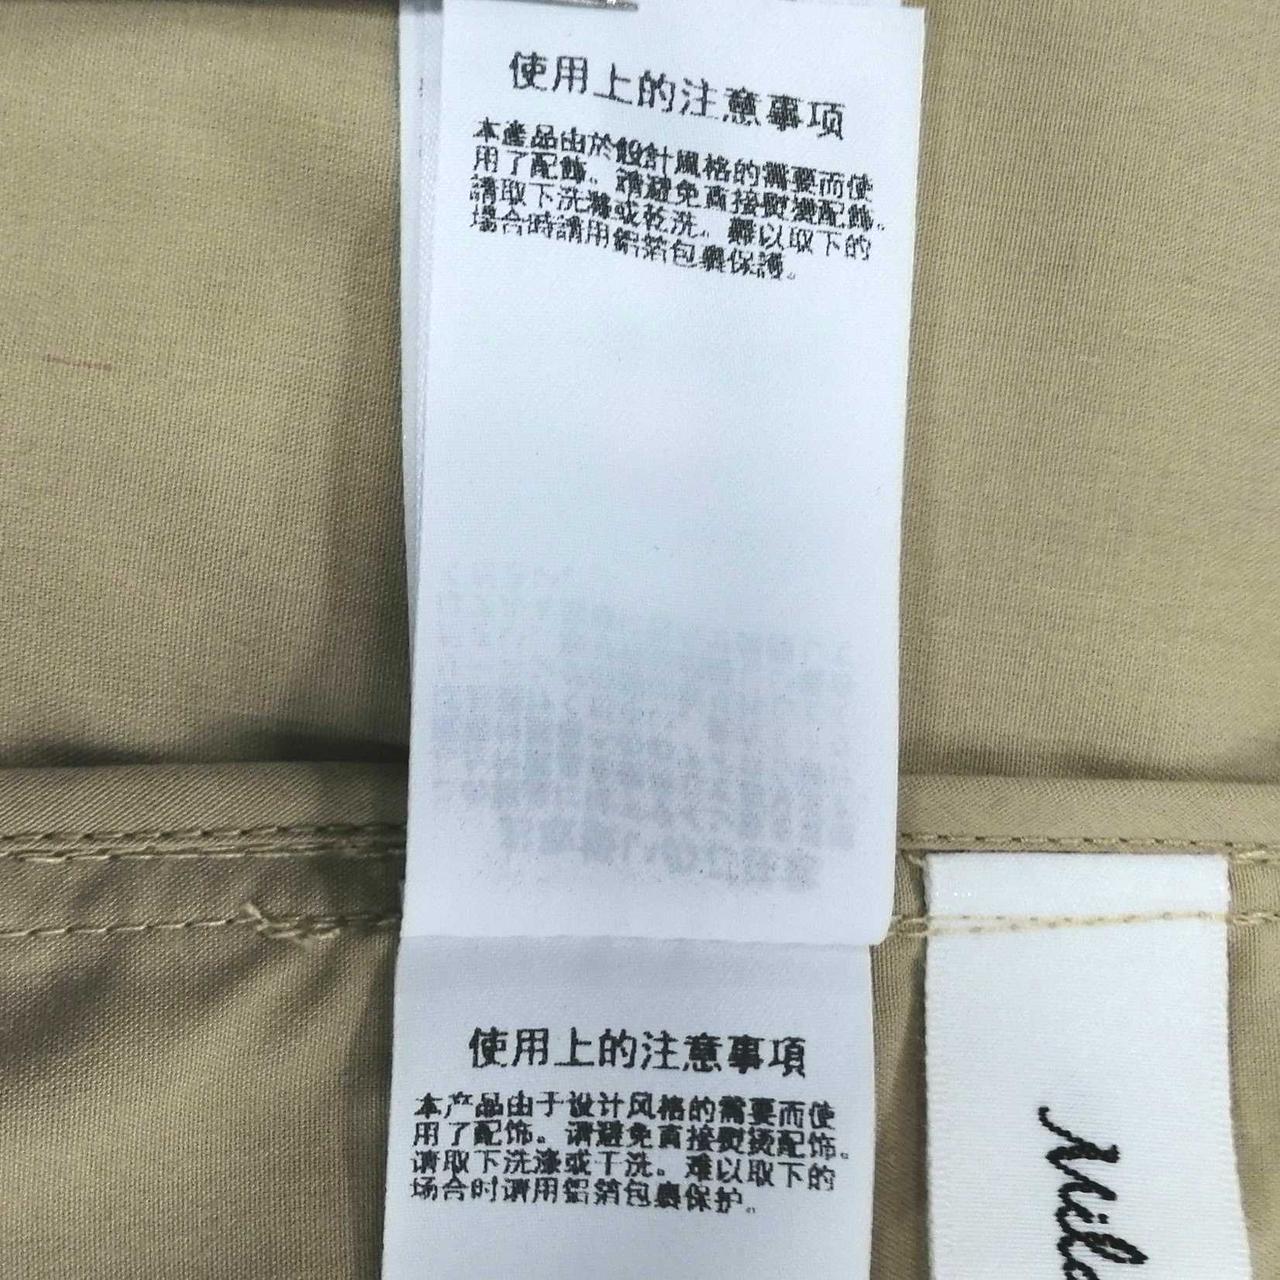 使用上的注意事项
本產品由於設計風格的需要而使
用了配飾。請避免直接熨燙配飾。
請取下洗滌或乾洗。難以取下的
場合時請用鋁箔包裹保護。
使用上的注意事項
本产品由于设计风格的需要而使
用了配饰。请避免直接熨烫配饰。
请取下洗涤或干洗。难以取下的
场合时请用铝箔包裹保护。